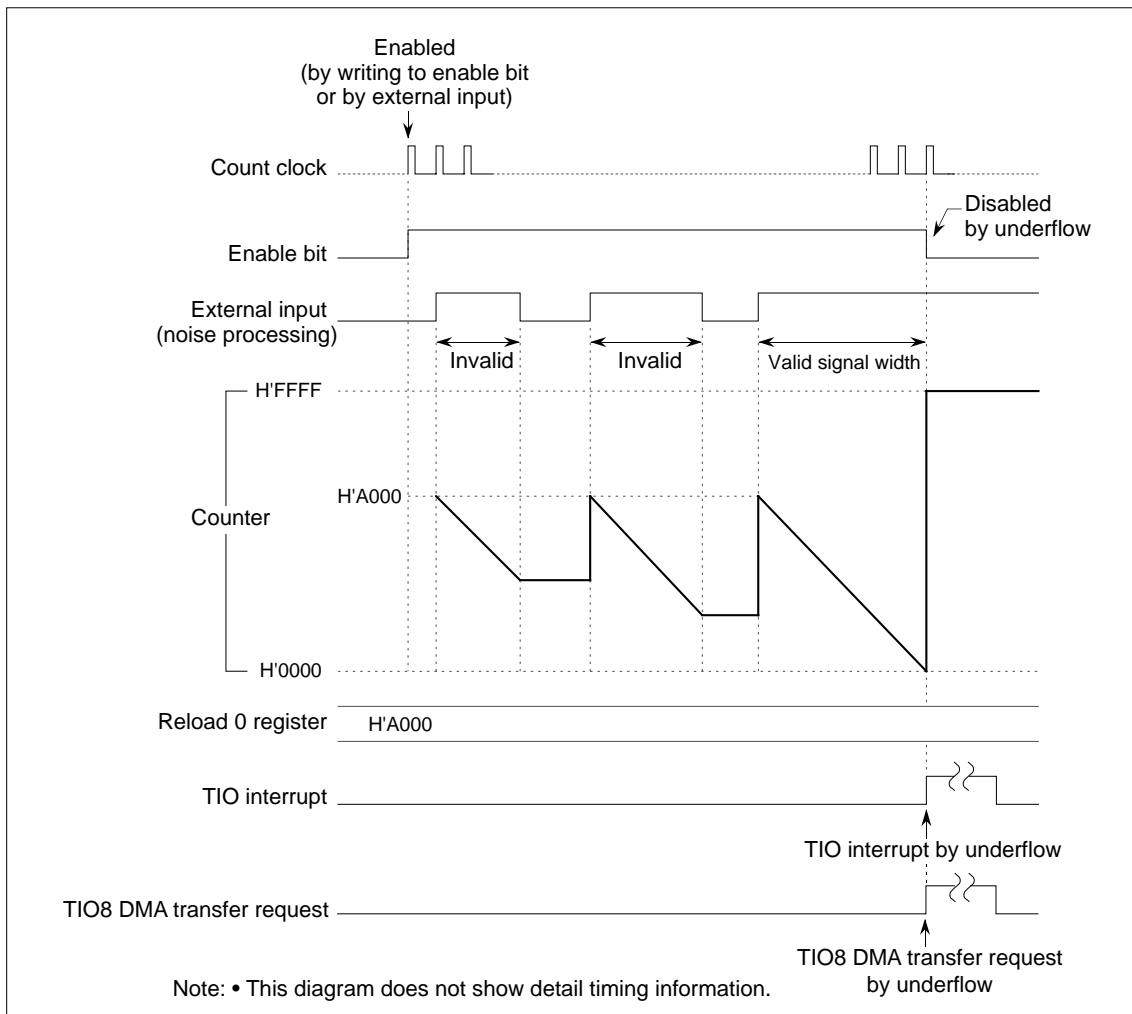 Enabled
(by writing to enable bit
or by external input)
Count clock
Disabled
by underflow
Enable bit
External input
(noise processing)
Invalid
Invalid
Valid signal width
H'FFFF
H'A000
Counter
H'0000
Reload 0 register
H'A000
TIO interrupt
TIO interrupt by underflow
TIO8 DMA transfer request
TIO8 DMA transfer request
by underflow
Note: • This diagram does not show detail timing information.